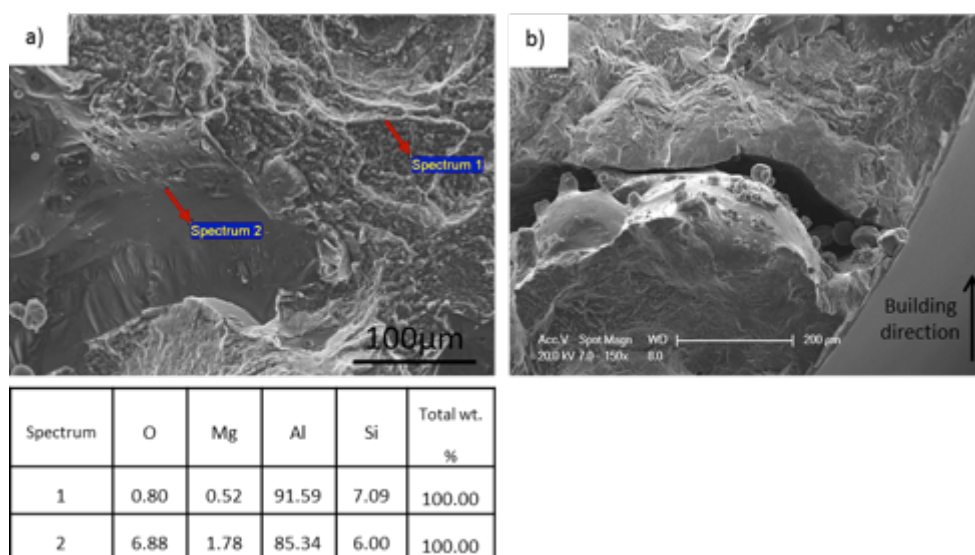 a)
Spectrum 1
Spectrum 2
100μm
b)
Building
direction
Acc.V Spot Magn WD 200 μm
20.0 kV 7.0 150x 8.0
Spectrum O Mg Al Si Total wt.
%
1 0.80 0.52 91.59 7.09 100.00
2 6.88 1.78 85.34 6.00 100.00